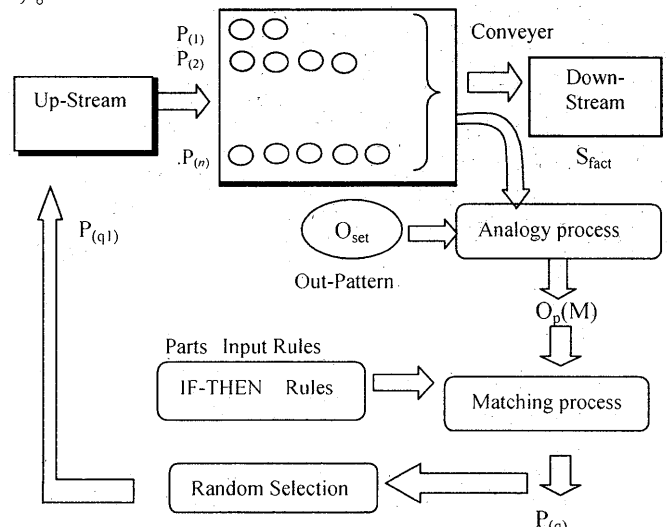 P(1)
P(2)
.P(n)
Conveyer
Up-Stream
Down-
Stream
Sfact
P(q1)
Oset
Analogy process
Out-Pattern
Op(M)
Parts Input Rules
IF-THEN Rules
Matching process
Random Selection
P(q)